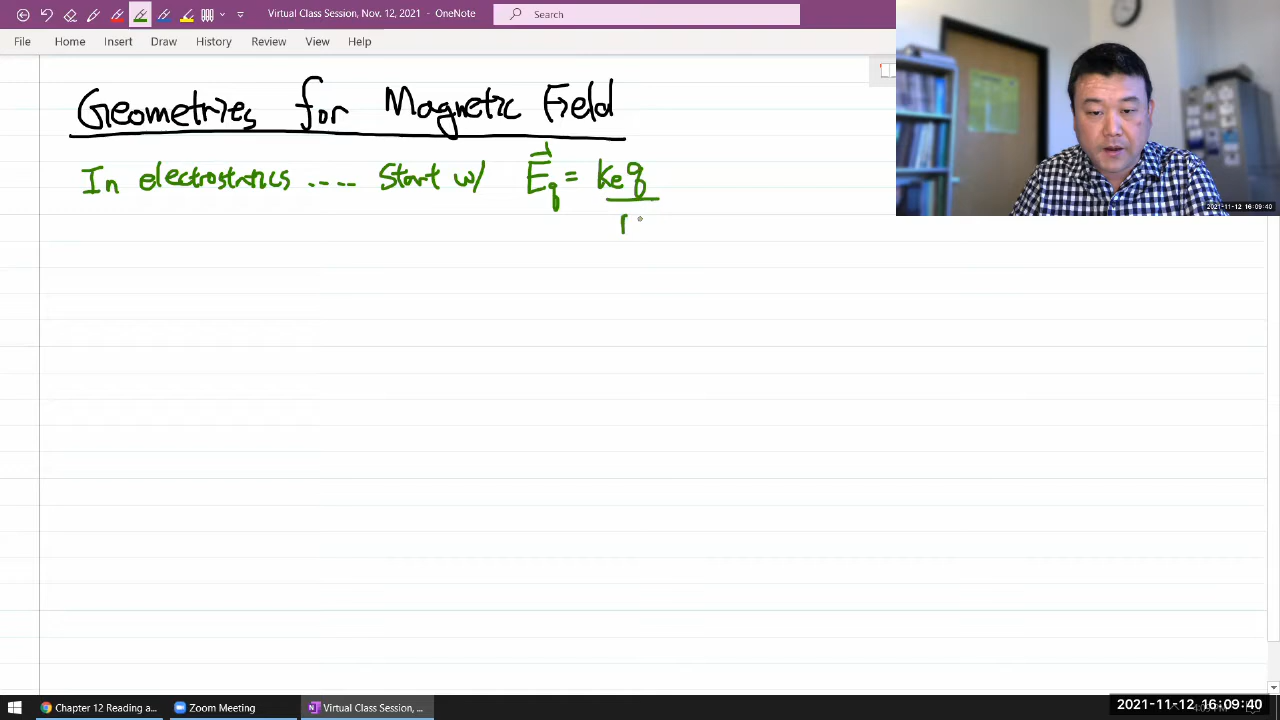 Virtual Class Session, Nov. 12, 2021 - OneNote
Search
File Home Insert Draw History Review View Help
Geometries for Magnetic Field
In electrostatics .... Start w/ E⃗q = keq
r
2021-11-12 16:09:40
Chapter 12 Reading a...
Zoom Meeting
Virtual Class Session, ...
2021-11-12 16:09:40